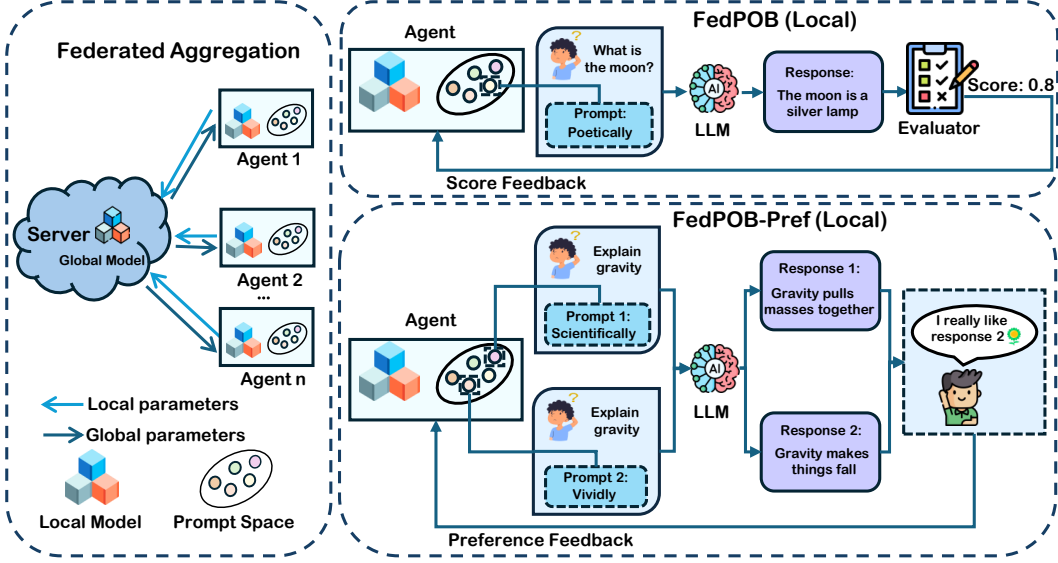 Federated Aggregation
Agent 1
Server
Global Model
Agent 2
...
Agent n
Local parameters
Global parameters
Local Model
Prompt Space
FedPOB (Local)
Agent
?
What is
the moon?
Prompt:
Poetically
AI
LLM
Response:
The moon is a
silver lamp
Evaluator
Score: 0.8
Score Feedback
FedPOB-Pref (Local)
Agent
?
Explain
gravity
Prompt 1:
Scientifically
?
Explain
gravity
Prompt 2:
Vividly
AI
LLM
Response 1:
Gravity pulls
masses together
Response 2:
Gravity makes
things fall
I really like
response 2
Preference Feedback